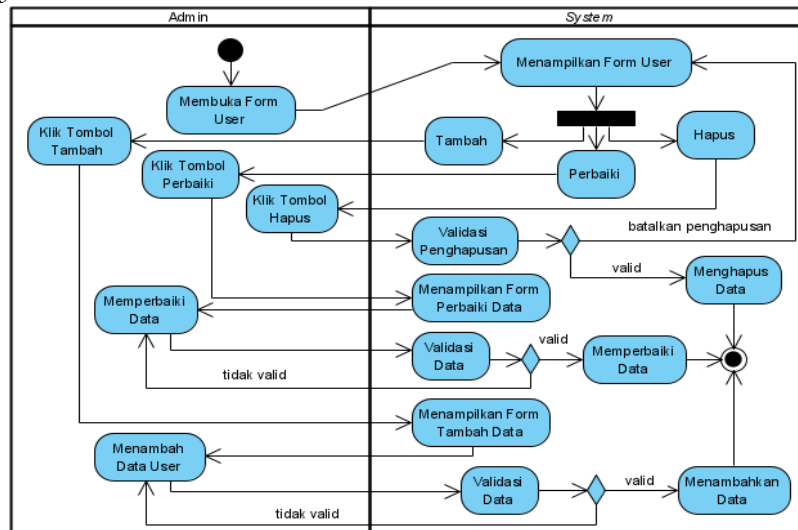 Admin
System
Menampilkan Form User
Membuka Form
User
Klik Tombol
Tambah
Tambah
Hapus
Klik Tombol
Perbaiki
Perbaiki
Klik Tombol
Hapus
Validasi
Penghapusan
batalkan penghapusan
valid
Menghapus
Data
Memperbaiki
Data
Menampilkan Form
Perbaiki Data
Validasi
Data
valid
Memperbaiki
Data
tidak valid
Menampilkan Form
Tambah Data
Menambah
Data User
Validasi
Data
valid
Menambahkan
Data
tidak valid